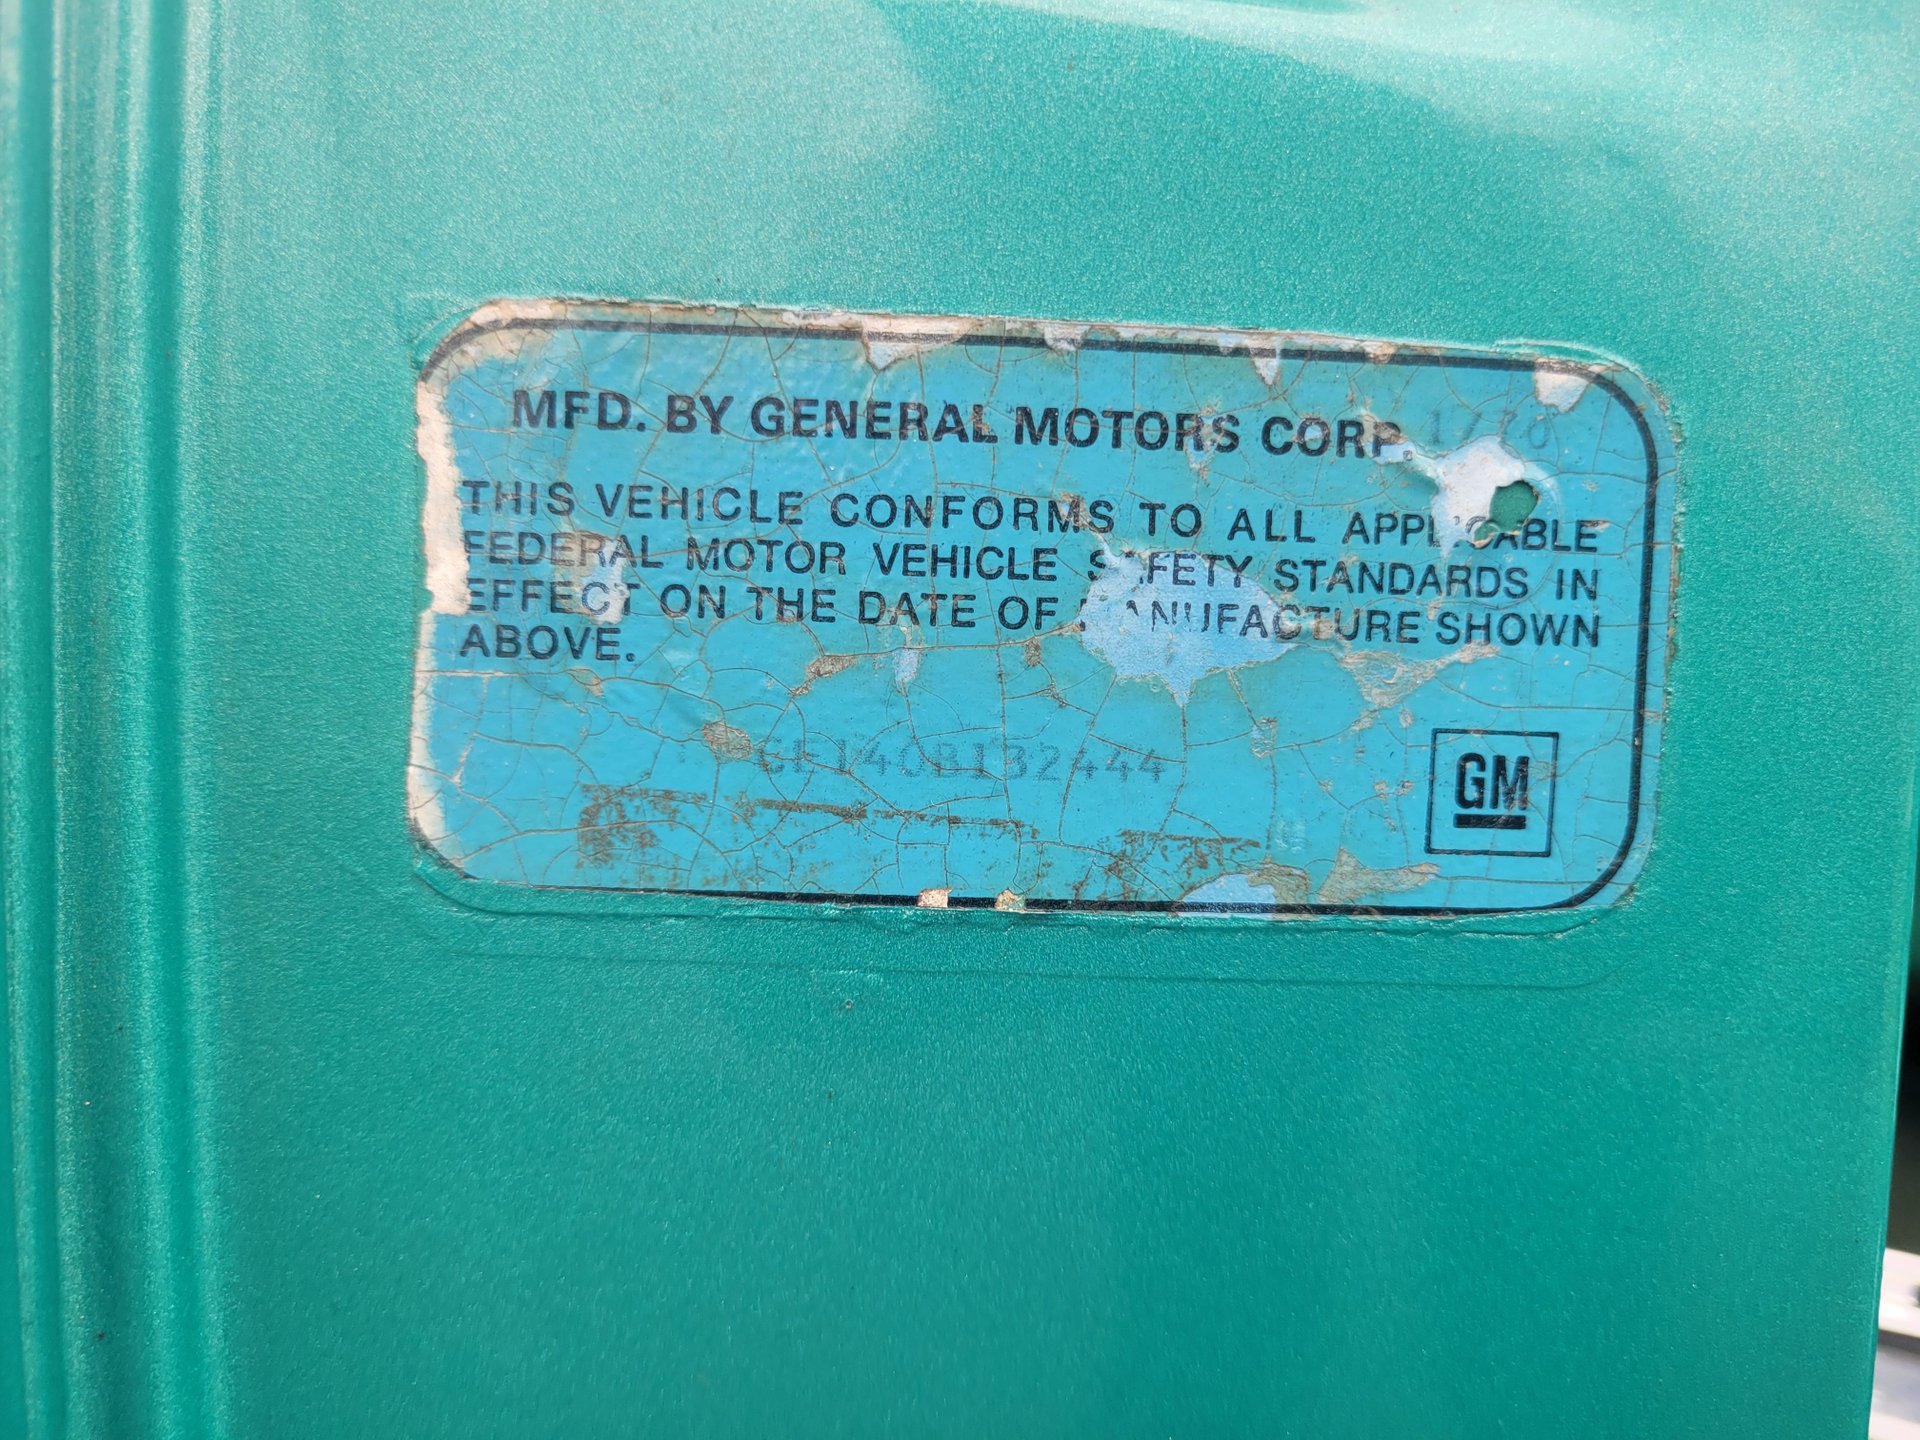 MFD. BY GENERAL MOTORS CORP.
THIS VEHICLE CONFORMS TO ALL APPLICABLE
FEDERAL MOTOR VEHICLE SAFETY STANDARDS IN
EFFECT ON THE DATE OF MANUFACTURE SHOWN
ABOVE.
GM